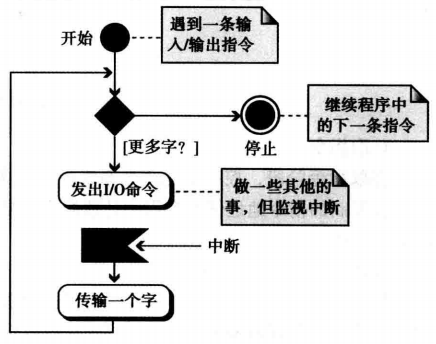 开始
遇到一条输
入/输出指令
继续程序中
的下一条指令
[更多字？]
停止
发出I/O命令
做一些其他的
事，但监视中断
中断
传输一个字